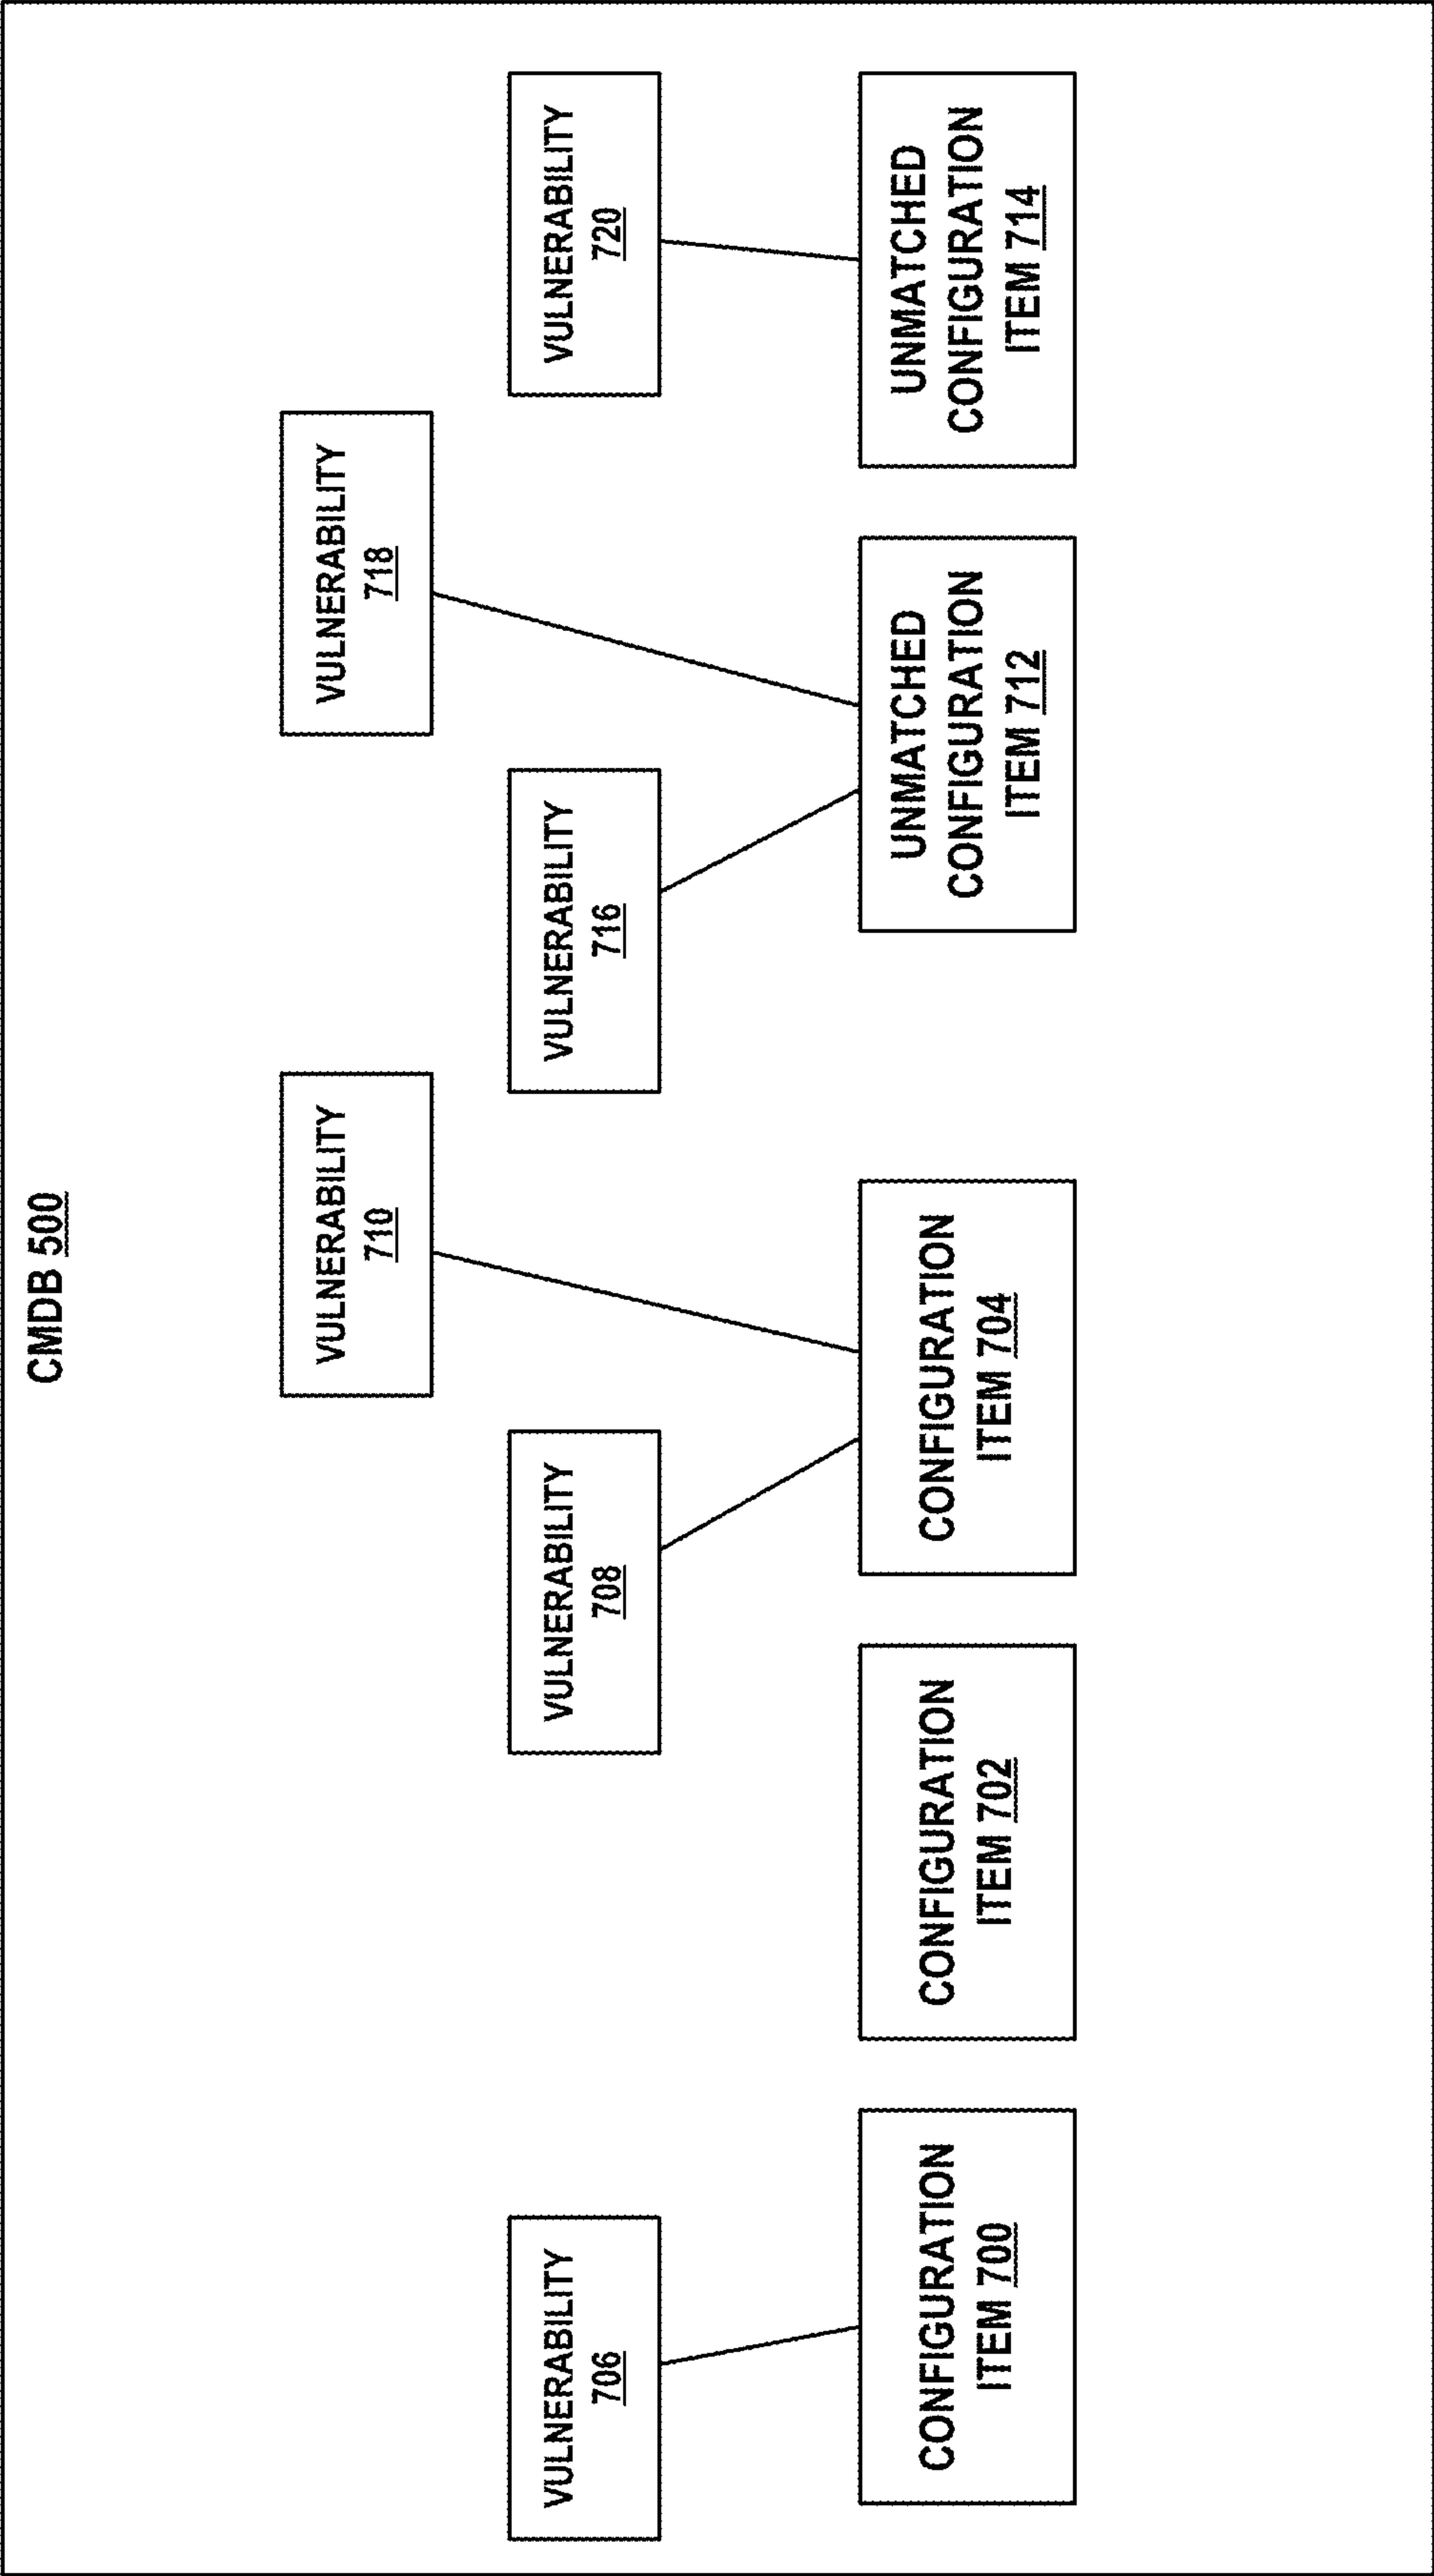 CMDB 500
VULNERABILITY
710
VULNERABILITY
718
VULNERABILITY
706
VULNERABILITY
708
VULNERABILITY
716
VULNERABILITY
720
CONFIGURATION
ITEM 700
CONFIGURATION
ITEM 702
CONFIGURATION
ITEM 704
UNMATCHED
CONFIGURATION
ITEM 712
UNMATCHED
CONFIGURATION
ITEM 714